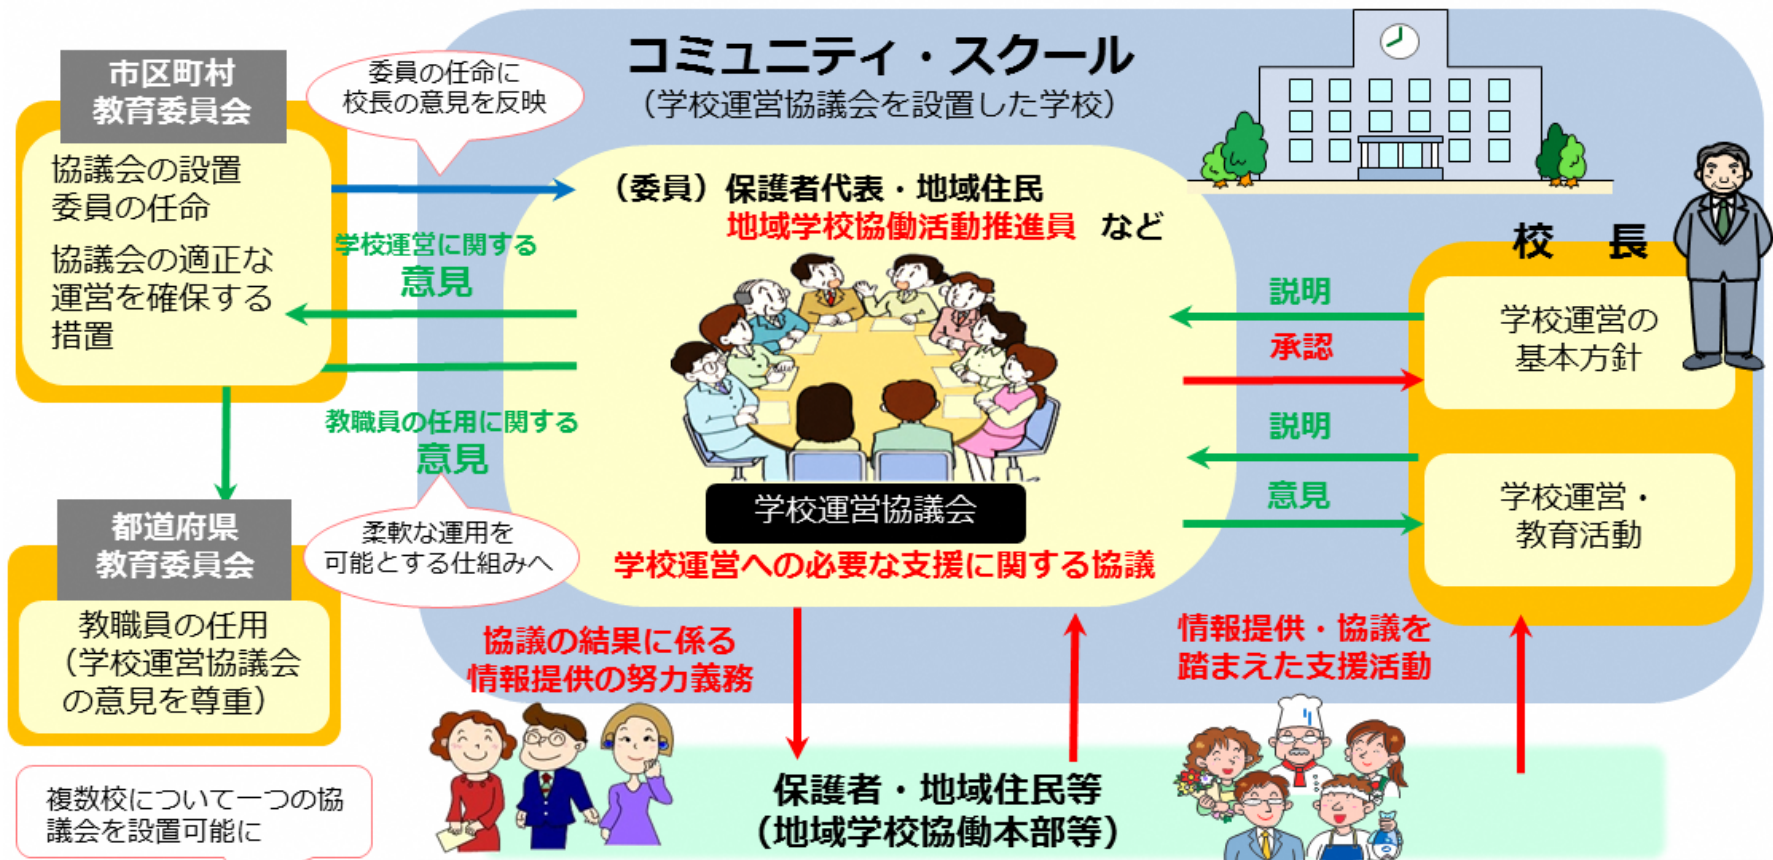 コミュニティ・スクール
（学校運営協議会を設置した学校）
市区町村
教育委員会
協議会の設置
委員の任命
協議会の適正な
運営を確保する
措置
委員の任命に
校長の意見を反映
学校運営に関する
意見
教職員の任用に関する
意見
柔軟な運用を
可能とする仕組みへ
都道府県
教育委員会
教職員の任用
（学校運営協議会
の意見を尊重）
複数校について一つの協
議会を設置可能に
（委員）保護者代表・地域住民
地域学校協働活動推進員 など
学校運営協議会
学校運営への必要な支援に関する協議
校 長
説明
承認
学校運営の
基本方針
説明
意見
学校運営・
教育活動
協議の結果に係る
情報提供の努力義務
情報提供・協議を
踏まえた支援活動
保護者・地域住民等
（地域学校協働本部等）